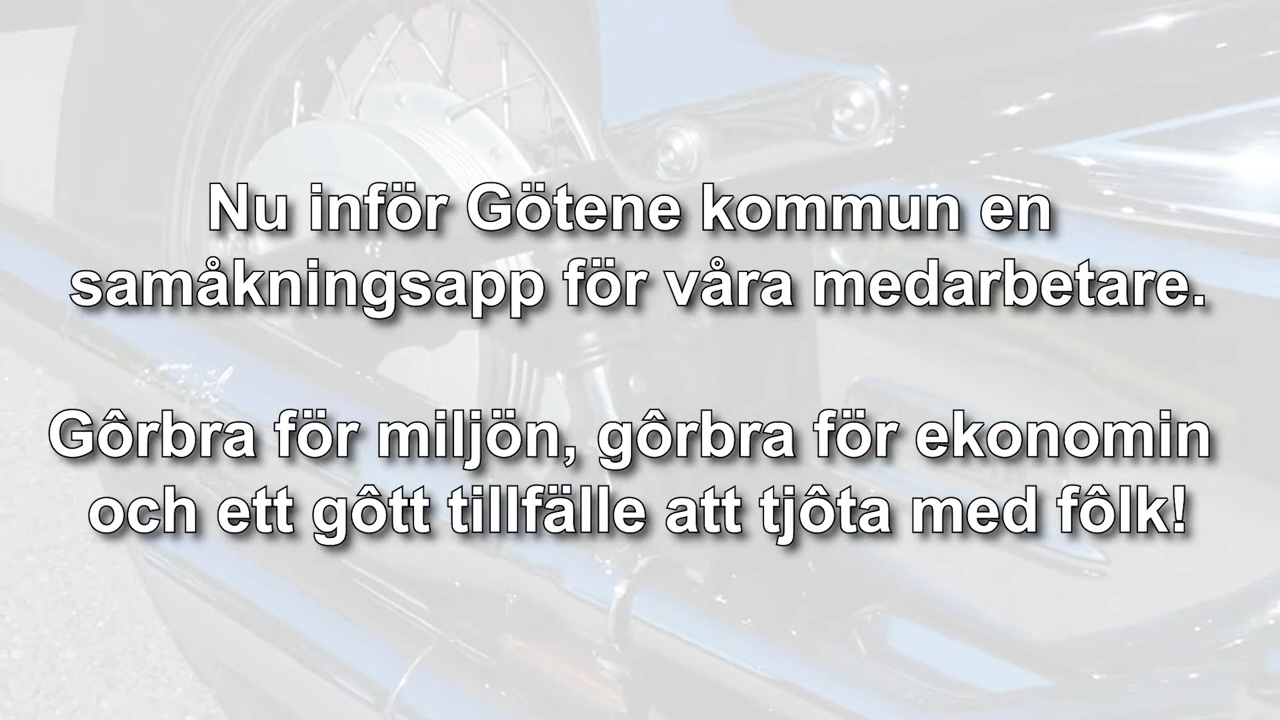 Nu inför Götene kommun en
samåkningsapp för våra medarbetare.
Gôrbra för miljön, gôrbra för ekonomin
och ett gôtt tillfälle att tjôta med fôlk!